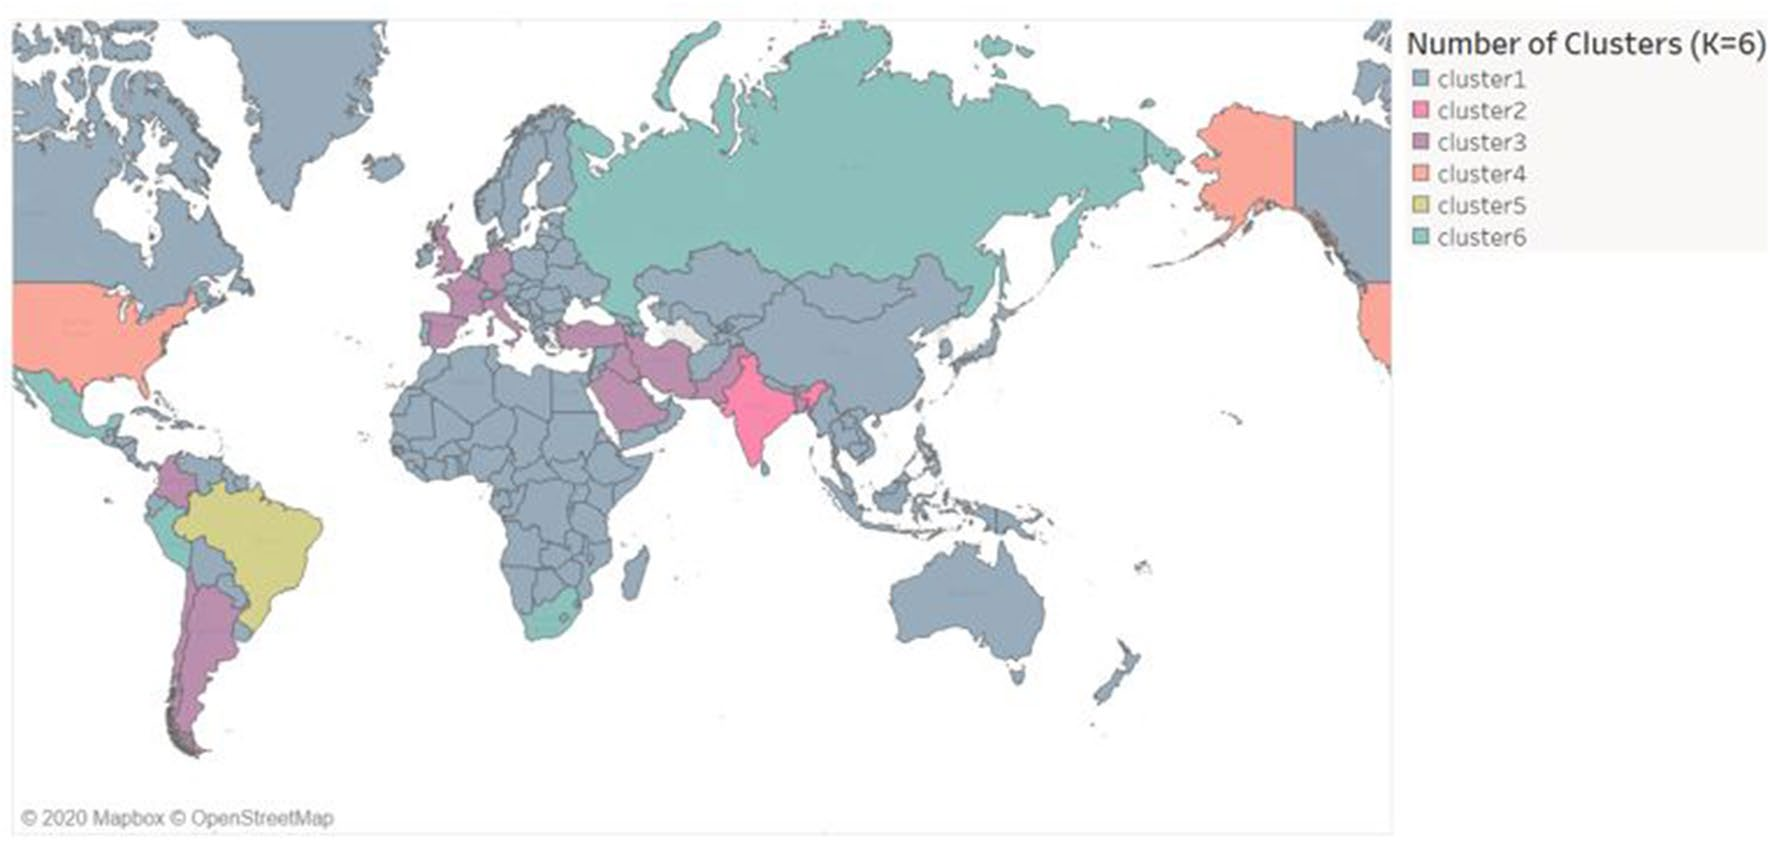 Number of Clusters (K=6)
cluster1
cluster2
cluster3
cluster4
cluster5
cluster6
© 2020 Mapbox © OpenStreetMap